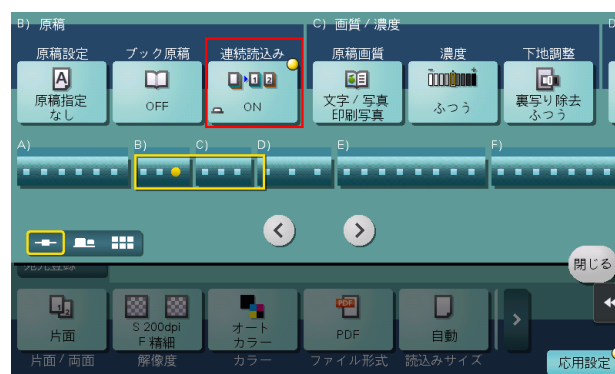 B) 原稿
C) 画質 / 濃度
D
原稿設定
ブック原稿
連続読込み
原稿画質
濃度
下地調整
原稿指定
なし
OFF
ON
文字 / 写真
印刷写真
ふつう
裏写り除去
ふつう
A)
B)
C)
D)
E)
F)
閉じる
片面
S 200dpi
F 精細
オート
カラー
PDF
自動
片面 / 両面
解像度
カラー
ファイル形式
読込みサイズ
応用設定